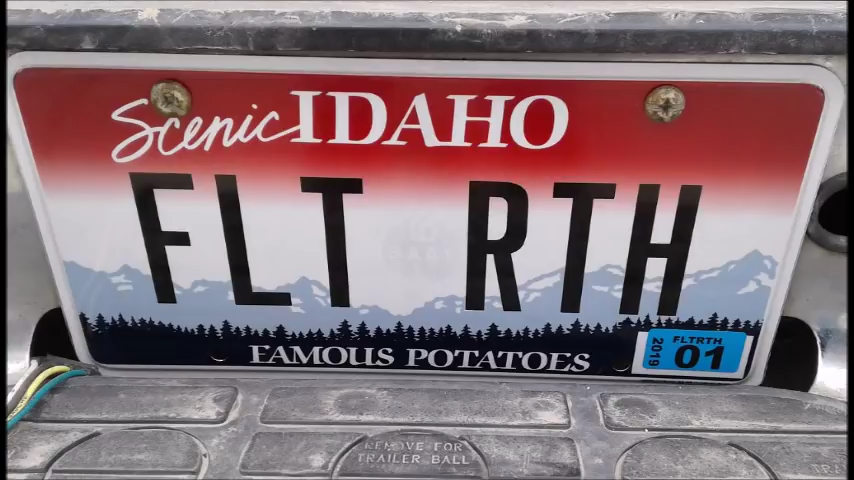 Scenic IDAHO
FLT RTH
FAMOUS POTATOES
2019 FLTRTH 01
REMOVE FOR
TRAILER BALL